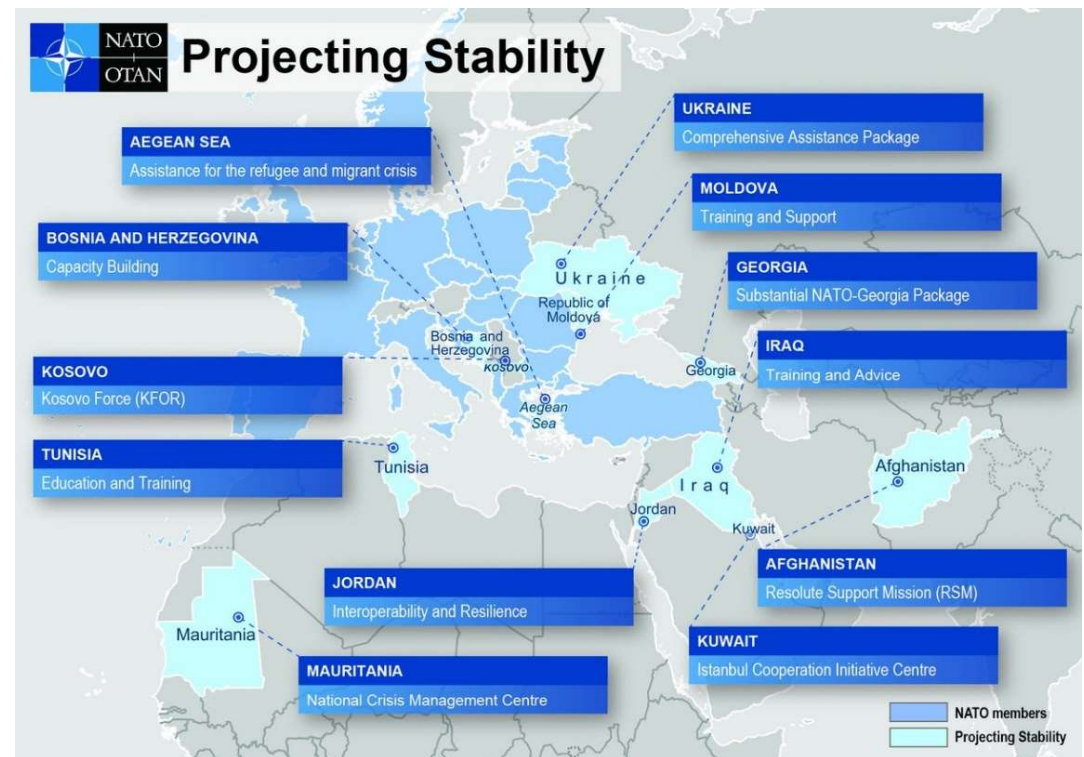 NATO
OTAN
Projecting Stability
AEGEAN SEA
Assistance for the refugee and migrant crisis
UKRAINE
Comprehensive Assistance Package
MOLDOVA
Training and Support
BOSNIA AND HERZEGOVINA
Capacity Building
GEORGIA
Substantial NATO-Georgia Package
IRAQ
Training and Advice
KOSOVO
Kosovo Force (KFOR)
TUNISIA
Education and Training
JORDAN
Interoperability and Resilience
AFGHANISTAN
Resolute Support Mission (RSM)
KUWAIT
Istanbul Cooperation Initiative Centre
MAURITANIA
National Crisis Management Centre
Ukraine
Republic of
Moldova
Bosnia and
Herzegovina
Kosovo
Georgia
Aegean
Sea
Tunisia
Iraq
Afghanistan
Jordan
Kuwait
Mauritania
NATO members
Projecting Stability